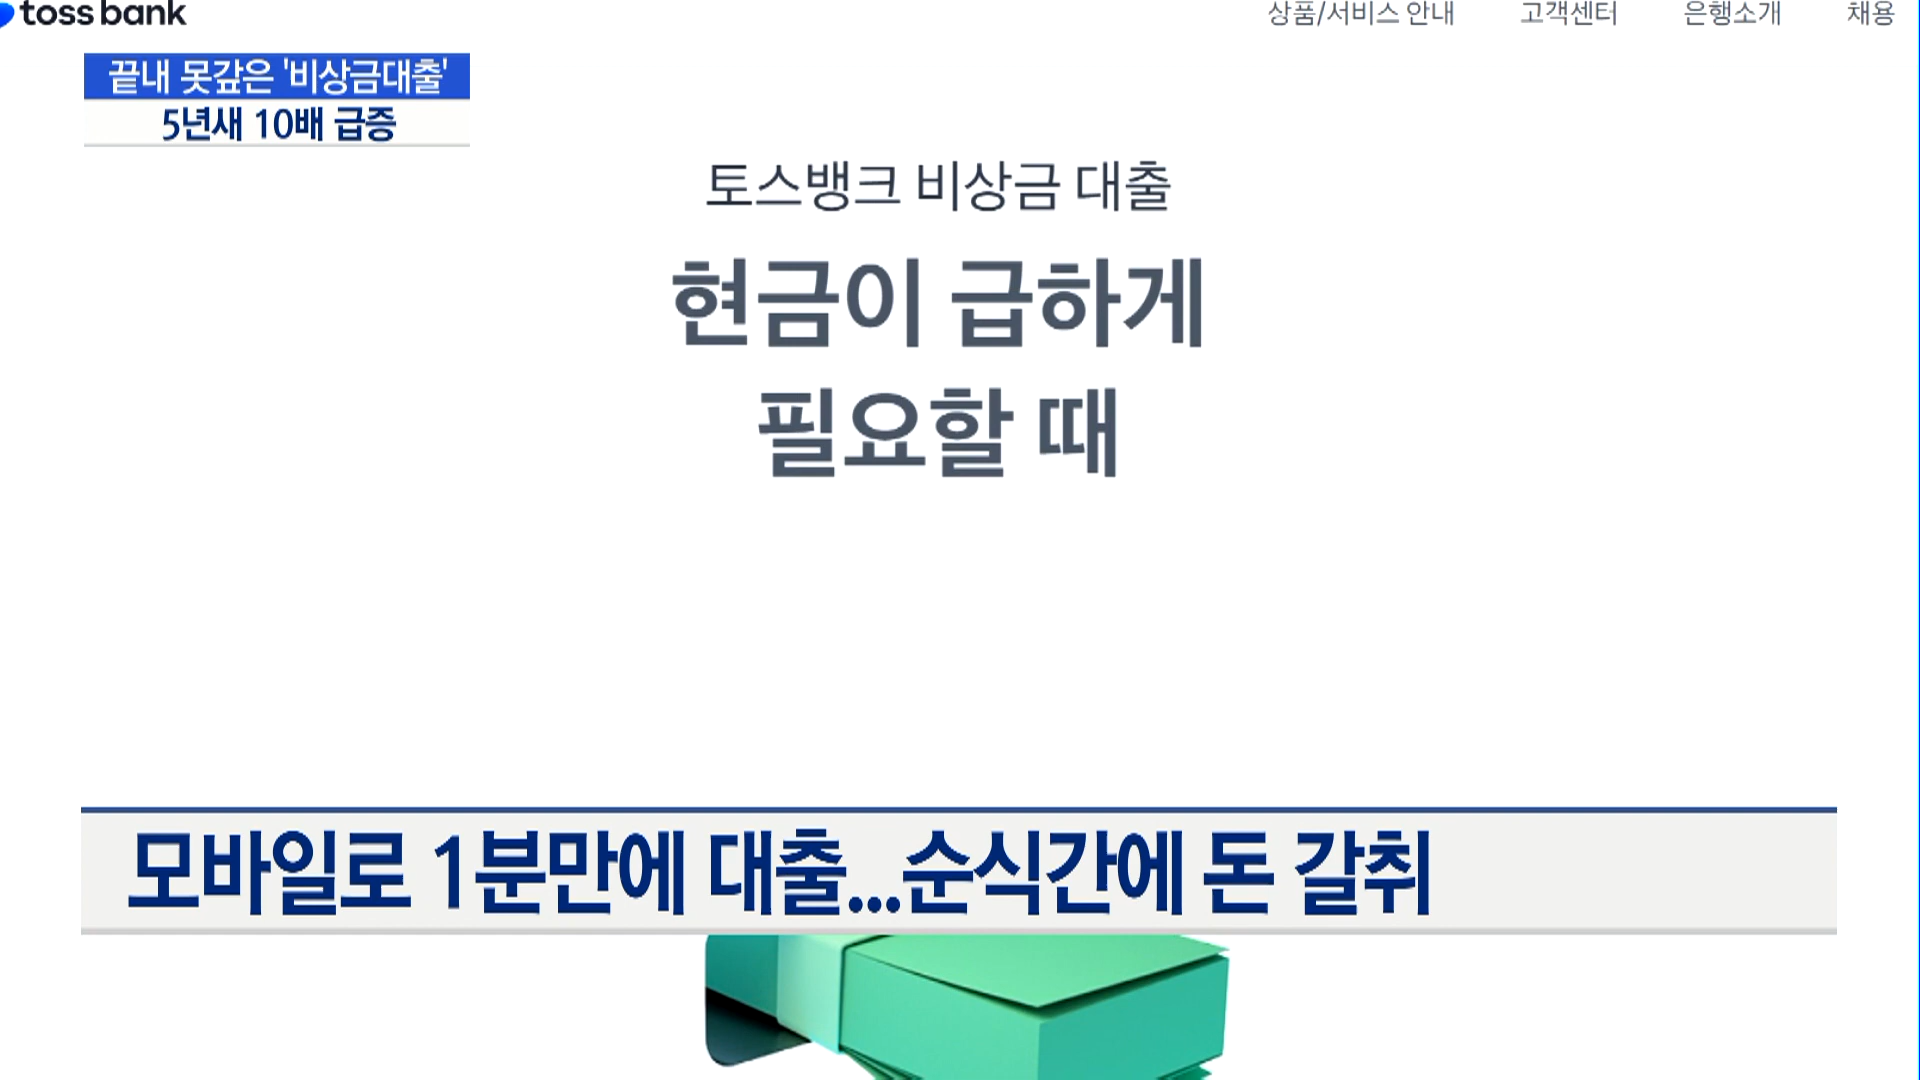 toss bank
상품/서비스 안내 고객센터 은행소개 채용
끝내 못갚은 '비상금대출'
5년새 10배 급증
토스뱅크 비상금 대출
현금이 급하게
필요할 때
모바일로 1분만에 대출...순식간에 돈 갈취